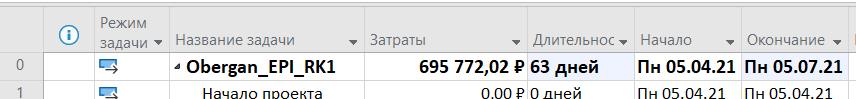 Режим задачи Название задачи Затраты Длительнос Начало Окончание
0 Obergan_EPI_RK1 695 772,02 ₽ 63 дней Пн 05.04.21 Пн 05.07.21
1 Начало проекта 0,00 ₽ 0 дней Пн 05.04.21 Пн 05.04.21